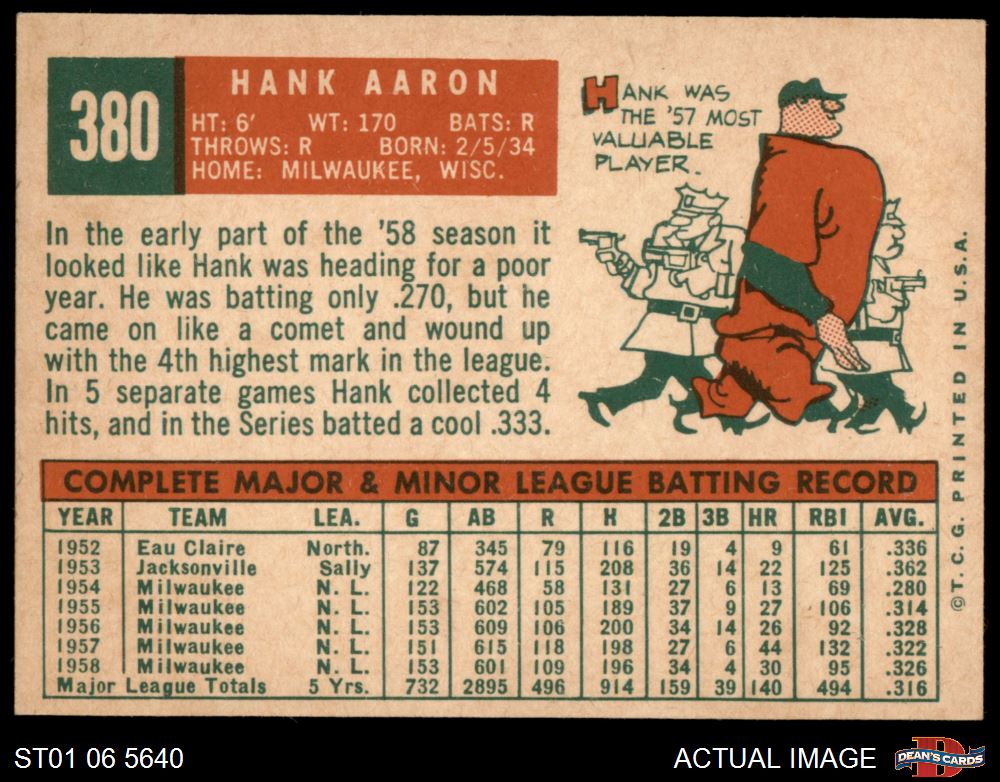 380
HANK AARON
HT: 6' WT: 170 BATS: R
THROWS: R BORN: 2/5/34
HOME: MILWAUKEE, WISC.
HANK WAS
THE '57 MOST
VALUABLE
PLAYER.
In the early part of the '58 season it
looked like Hank was heading for a poor
year. He was batting only .270, but he
came on like a comet and wound up
with the 4th highest mark in the league.
In 5 separate games Hank collected 4
hits, and in the Series batted a cool .333.
COMPLETE MAJOR & MINOR LEAGUE BATTING RECORD
YEAR TEAM LEA. G AB R H 2B 3B HR RBI AVG.
1952 Eau Claire North. 87 345 79 116 19 4 9 61 .336
1953 Jacksonville Sally 137 574 115 208 36 14 22 125 .362
1954 Milwaukee N. L. 122 468 58 131 27 6 13 69 .280
1955 Milwaukee N. L. 153 602 105 189 37 9 27 106 .314
1956 Milwaukee N. L. 153 609 106 200 34 14 26 92 .328
1957 Milwaukee N. L. 151 615 118 198 27 6 44 132 .322
1958 Milwaukee N. L. 153 601 109 196 34 4 30 95 .326
Major League Totals 5 Yrs. 732 2895 496 914 159 39 140 494 .316
© T. C. G. PRINTED IN U.S.A.
ST01 06 5640
ACTUAL IMAGE
D
DEAN'S CARDS